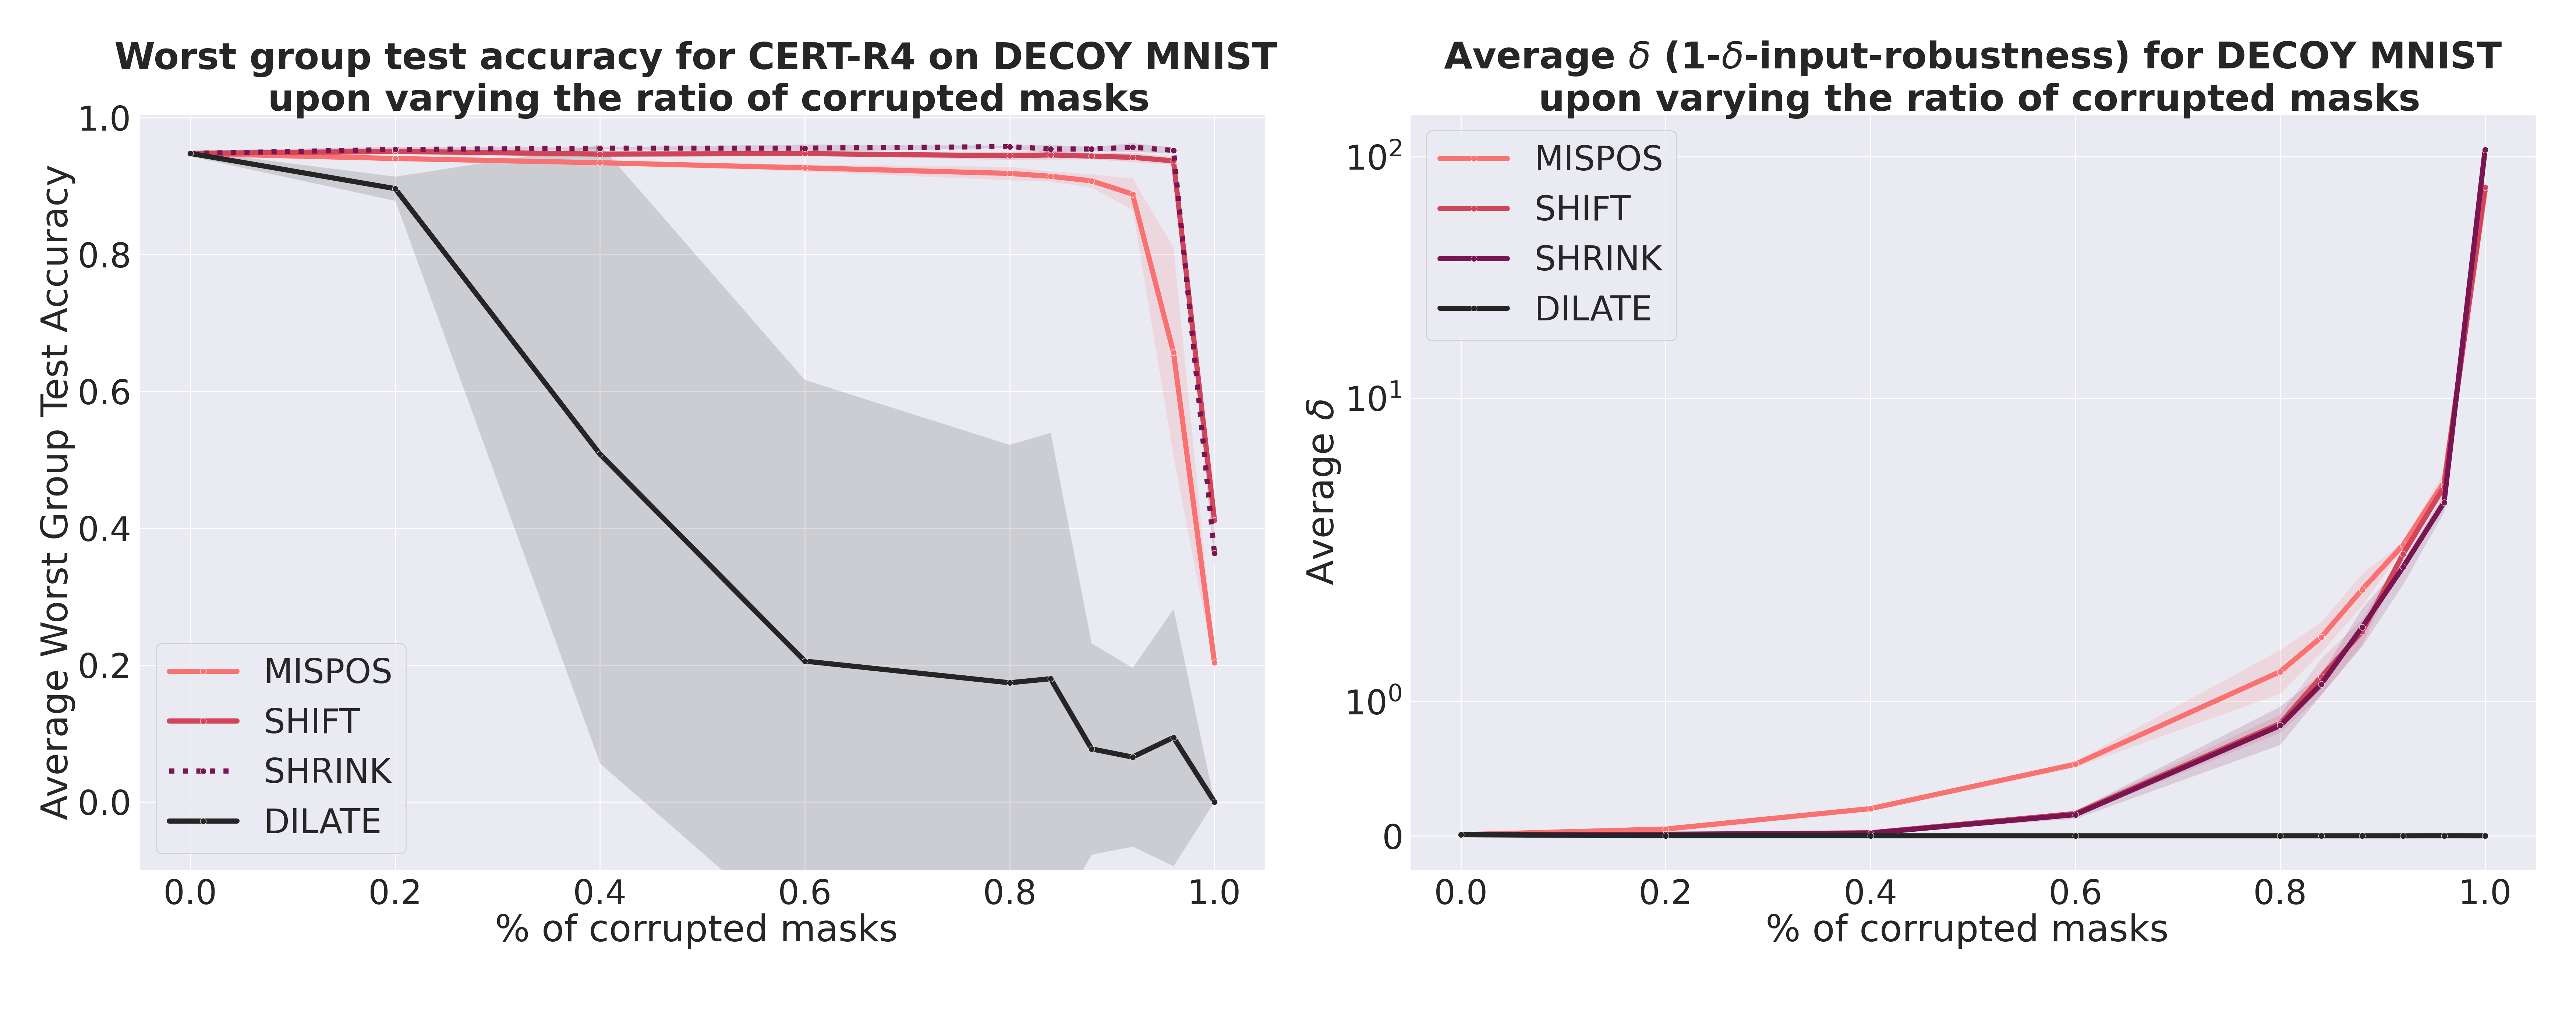 Worst group test accuracy for CERT-R4 on DECOY MNIST
upon varying the ratio of corrupted masks
Average Worst Group Test Accuracy
1.0
0.8
0.6
0.4
0.2
0.0
MISPOS
SHIFT
SHRINK
DILATE
0.0 0.2 0.4 0.6 0.8 1.0
% of corrupted masks
Average δ (1-δ-input-robustness) for DECOY MNIST
upon varying the ratio of corrupted masks
Average δ
10²
10¹
10⁰
0
MISPOS
SHIFT
SHRINK
DILATE
0.0 0.2 0.4 0.6 0.8 1.0
% of corrupted masks